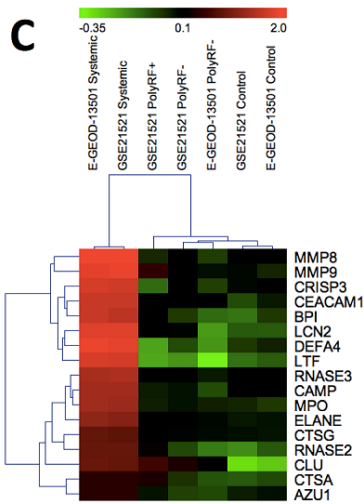 C
-0.35 0.1 2.0
E-GEOD-13501 Systemic
GSE21521 Systemic
GSE21521 PolyRF+
GSE21521 PolyRF-
E-GEOD-13501 PolyRF-
GSE21521 Control
E-GEOD-13501 Control
MMP8
MMP9
CRISP3
CEACAM1
BPI
LCN2
DEFA4
LTF
RNASE3
CAMP
MPO
ELANE
CTSG
RNASE2
CLU
CTSA
AZU1